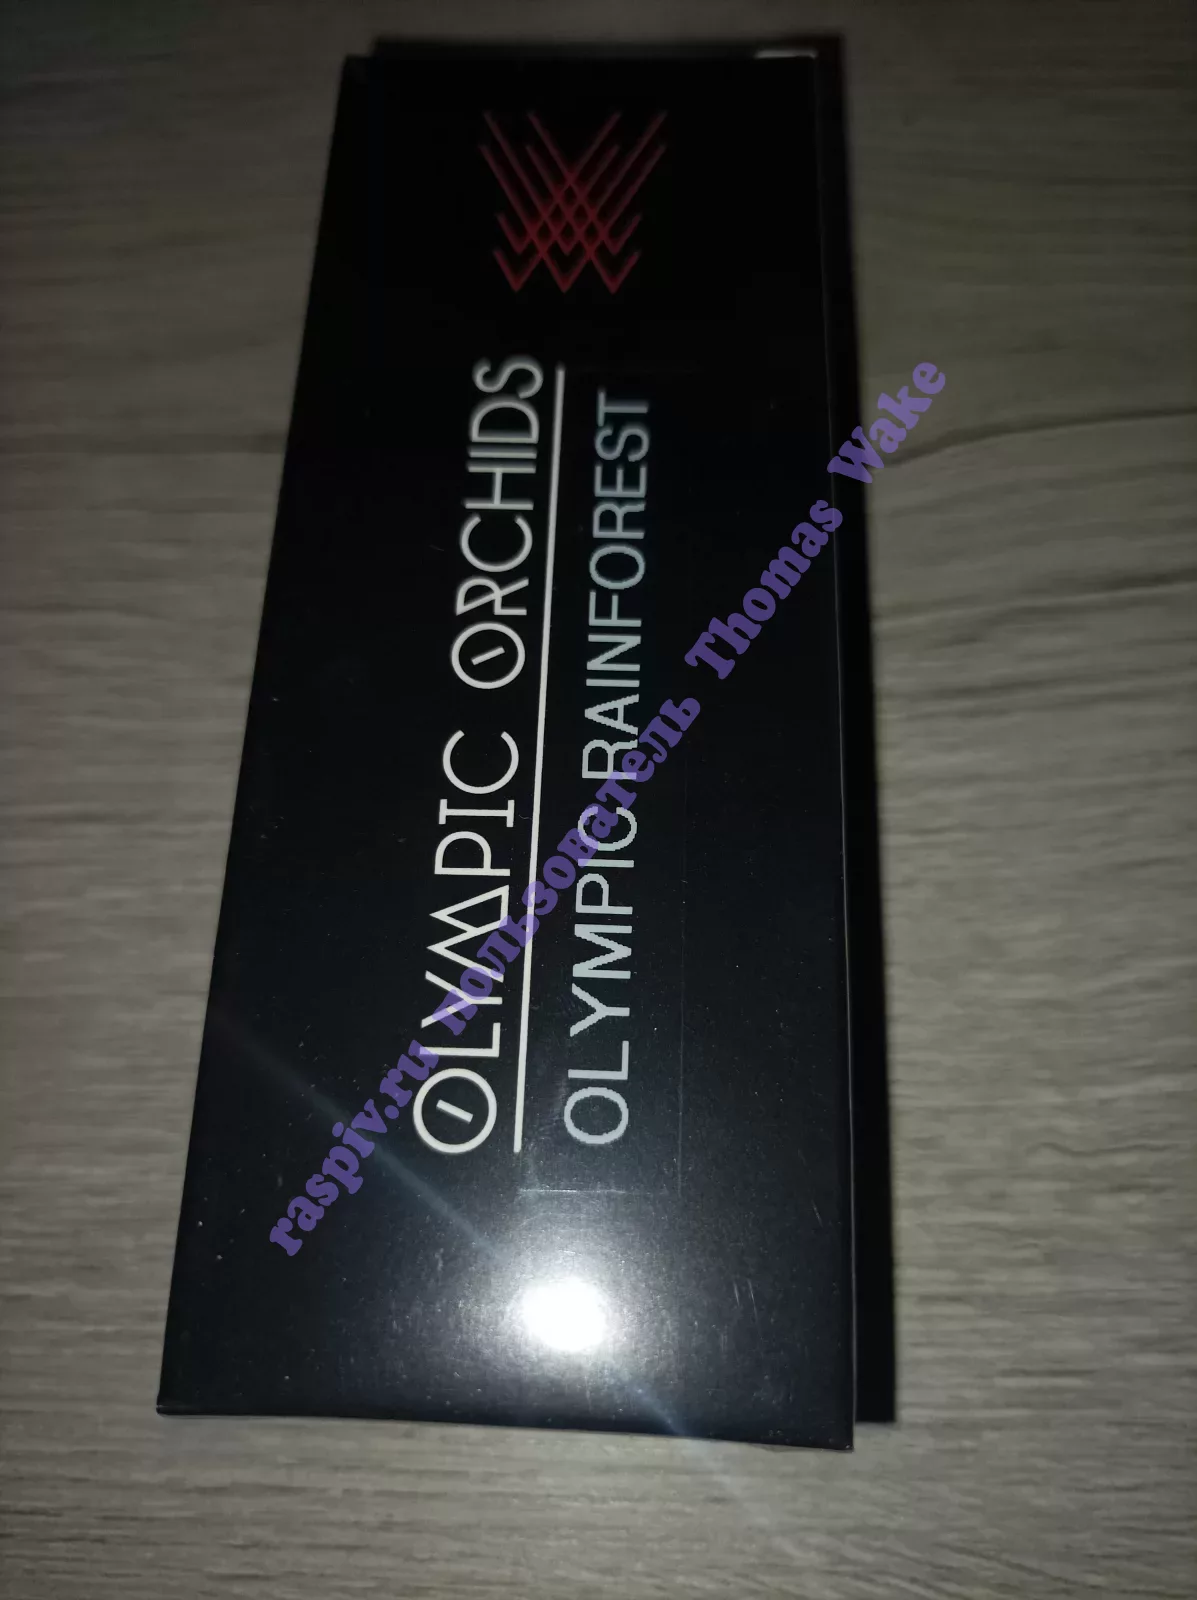 OLYMPIC ORCHIDS
OLYMPIC RAINFOREST
raspiv.ru пользователь Thomas Wake